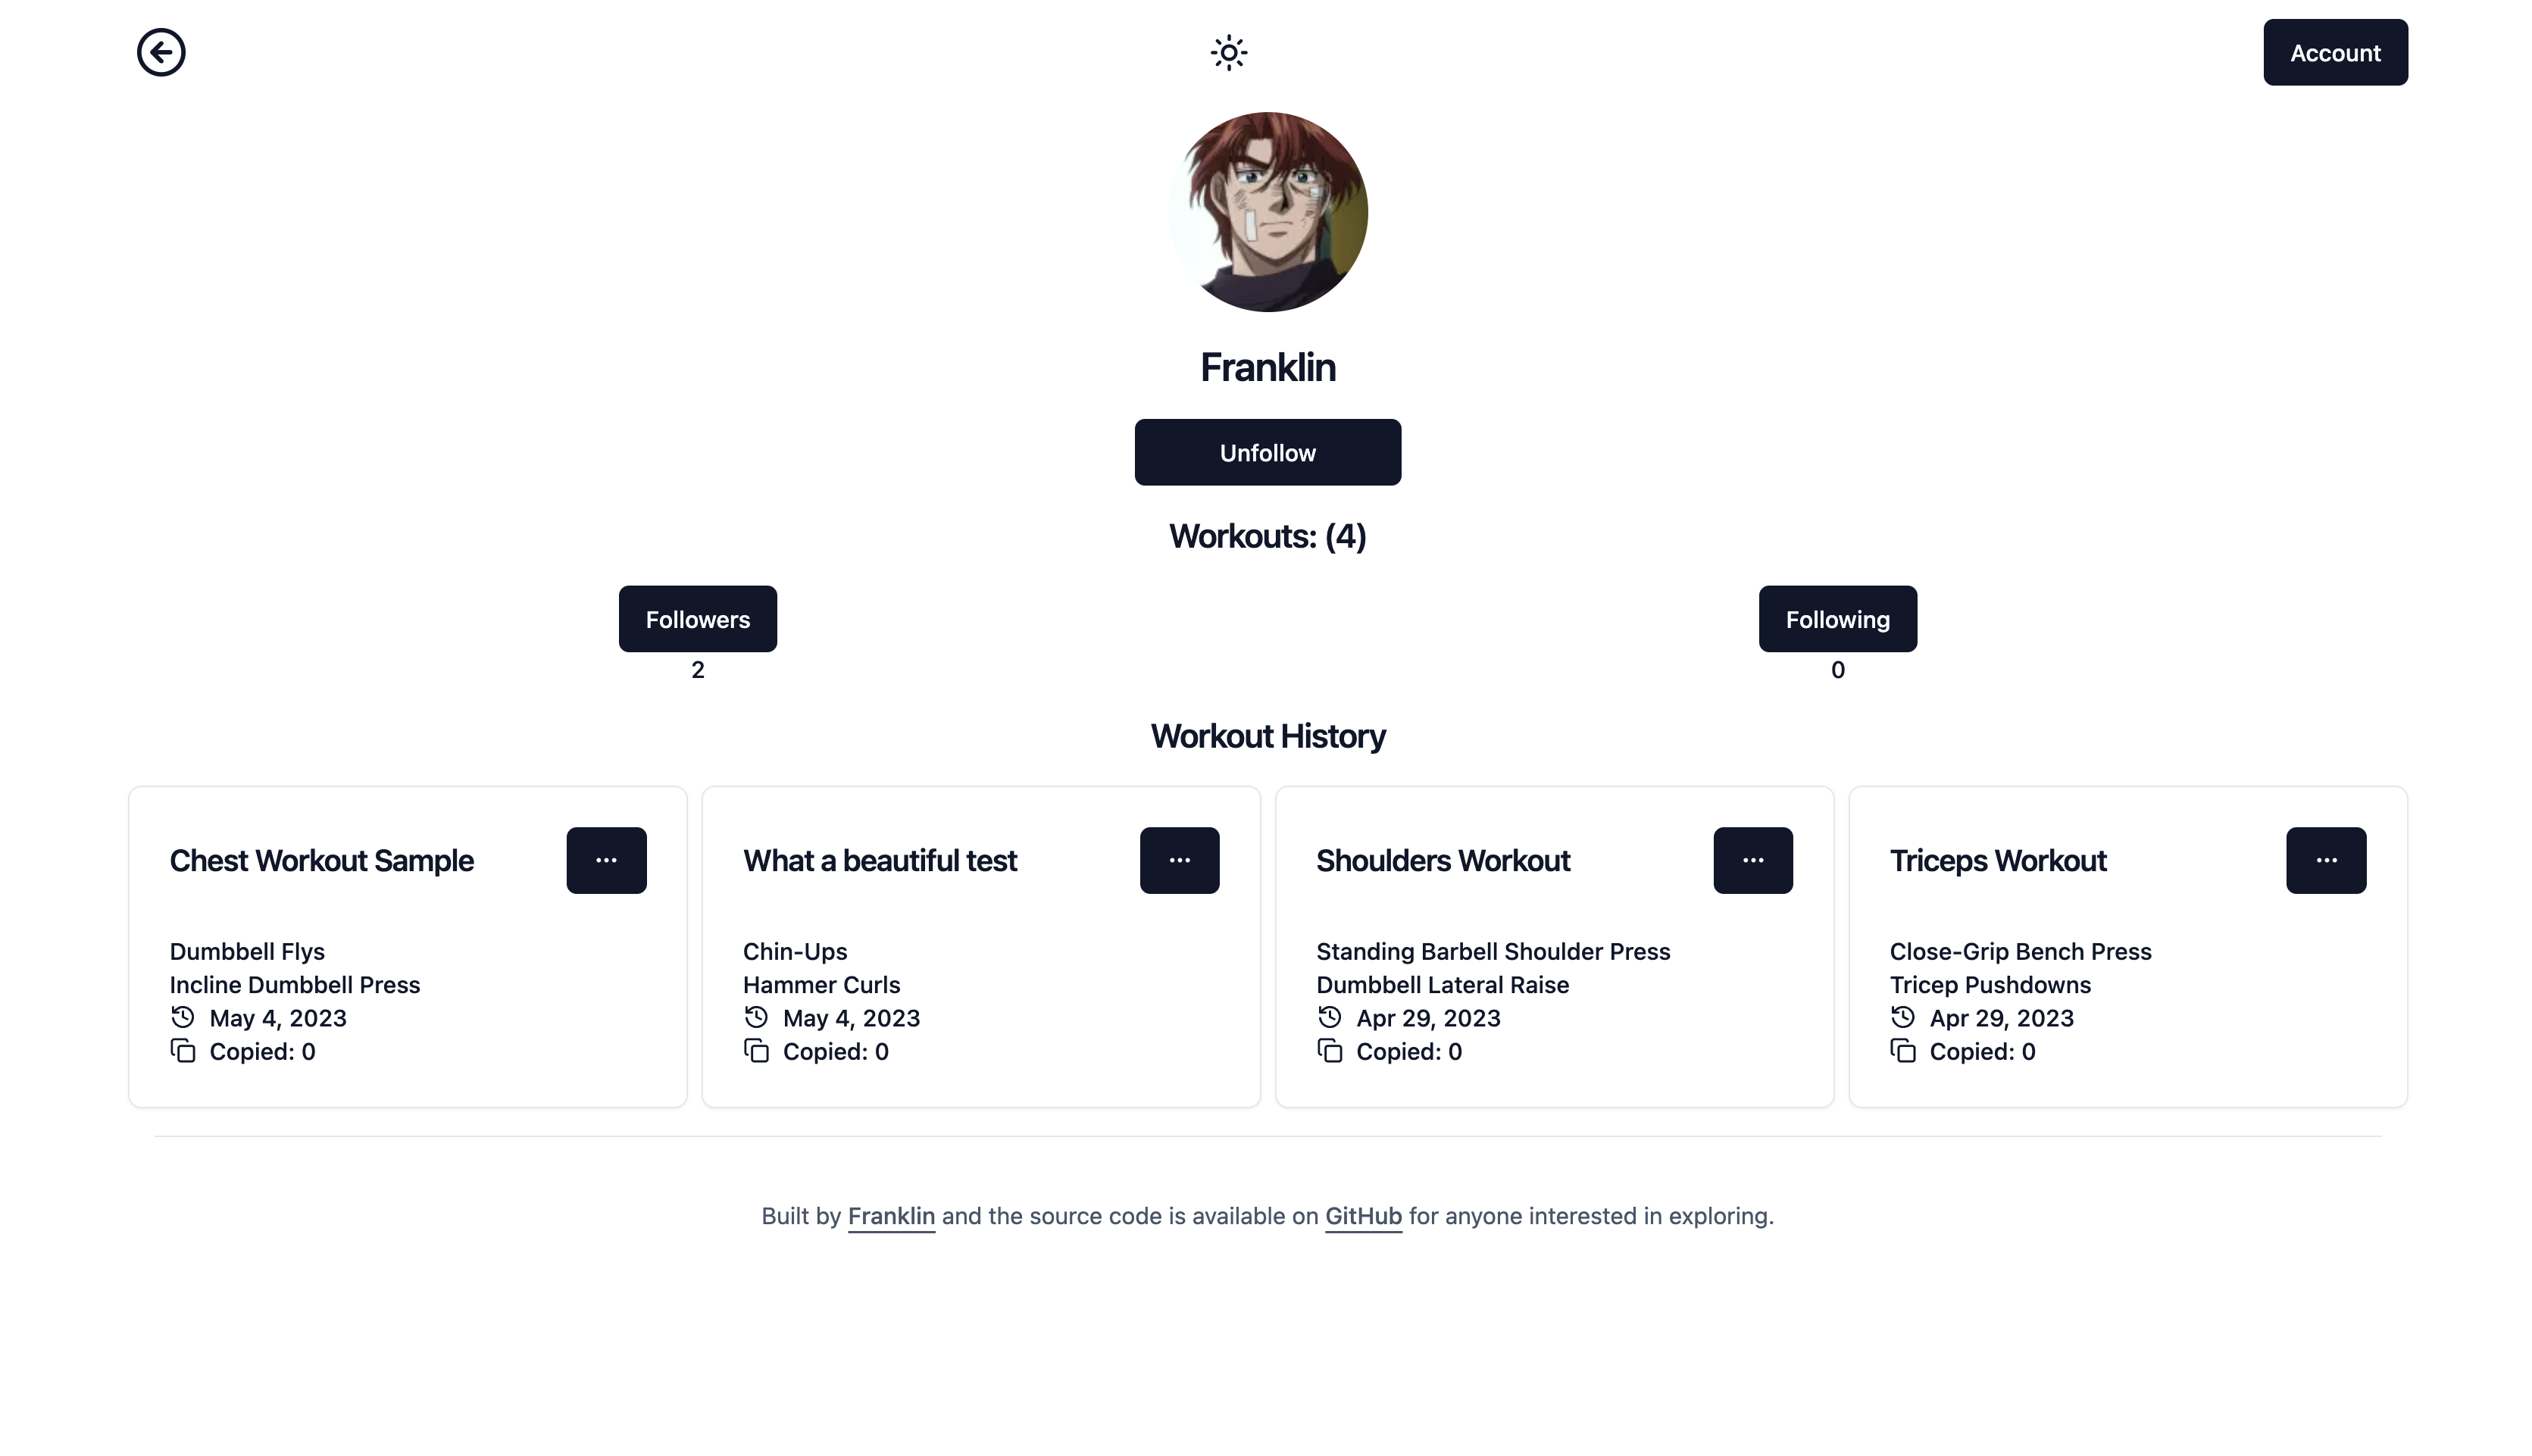 Account
Franklin
Unfollow
Workouts: (4)
Followers
2
Following
0
Workout History
Chest Workout Sample
Dumbbell Flys
Incline Dumbbell Press
May 4, 2023
Copied: 0
What a beautiful test
Chin-Ups
Hammer Curls
May 4, 2023
Copied: 0
Shoulders Workout
Standing Barbell Shoulder Press
Dumbbell Lateral Raise
Apr 29, 2023
Copied: 0
Triceps Workout
Close-Grip Bench Press
Tricep Pushdowns
Apr 29, 2023
Copied: 0
Built by Franklin and the source code is available on GitHub for anyone interested in exploring.